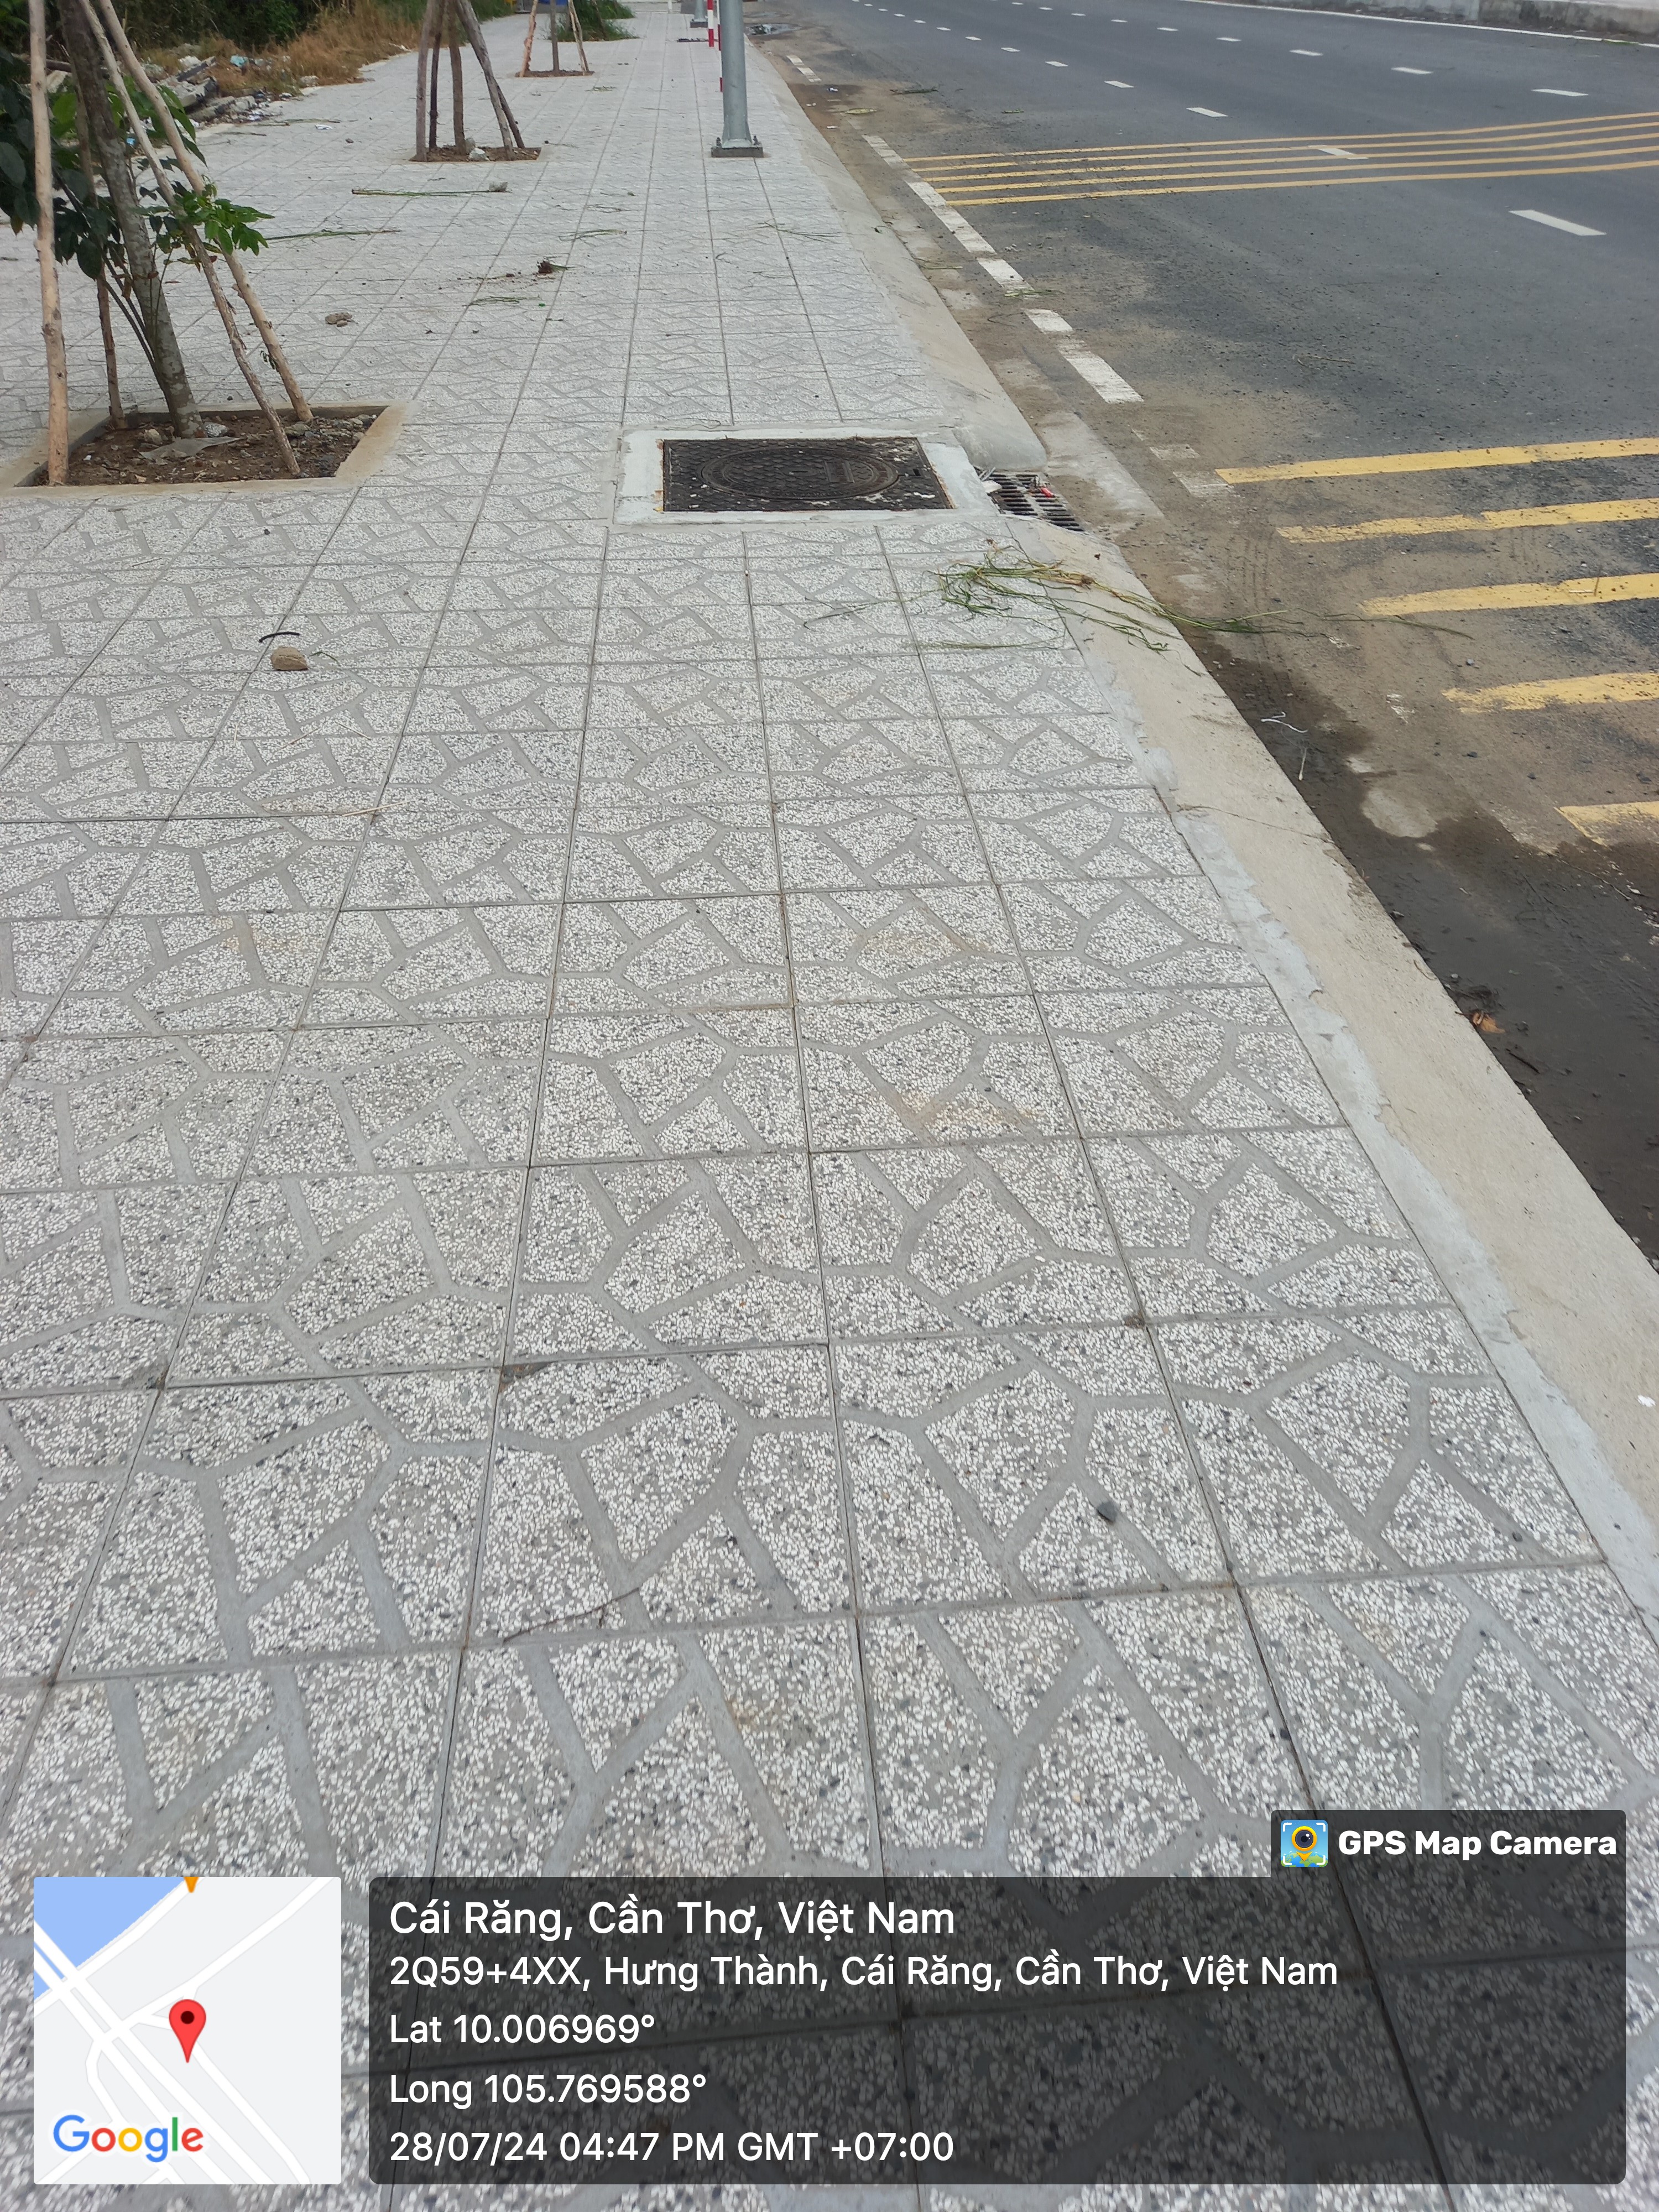 GPS Map Camera
Cái Răng, Cần Thơ, Việt Nam
2Q59+4XX, Hưng Thành, Cái Răng, Cần Thơ, Việt Nam
Lat 10.006969°
Long 105.769588°
28/07/24 04:47 PM GMT +07:00
Google